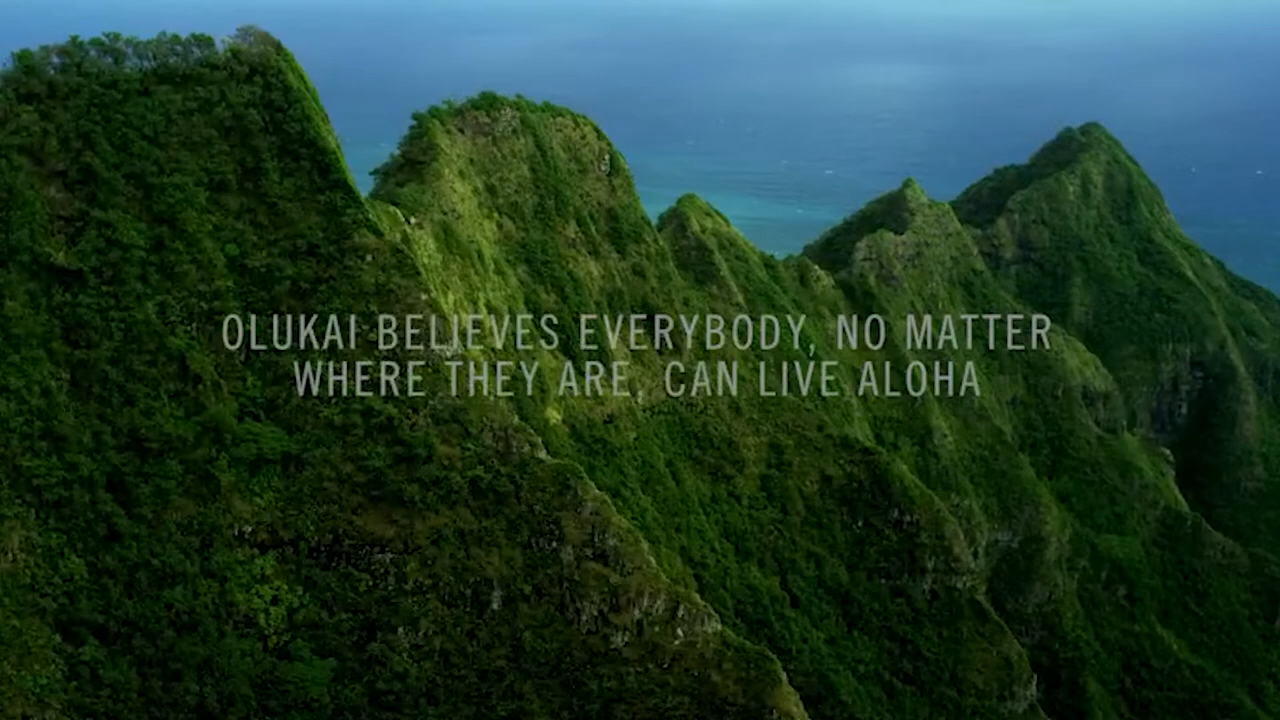 OLUKAI BELIEVES EVERYBODY, NO MATTER
WHERE THEY ARE, CAN LIVE ALOHA